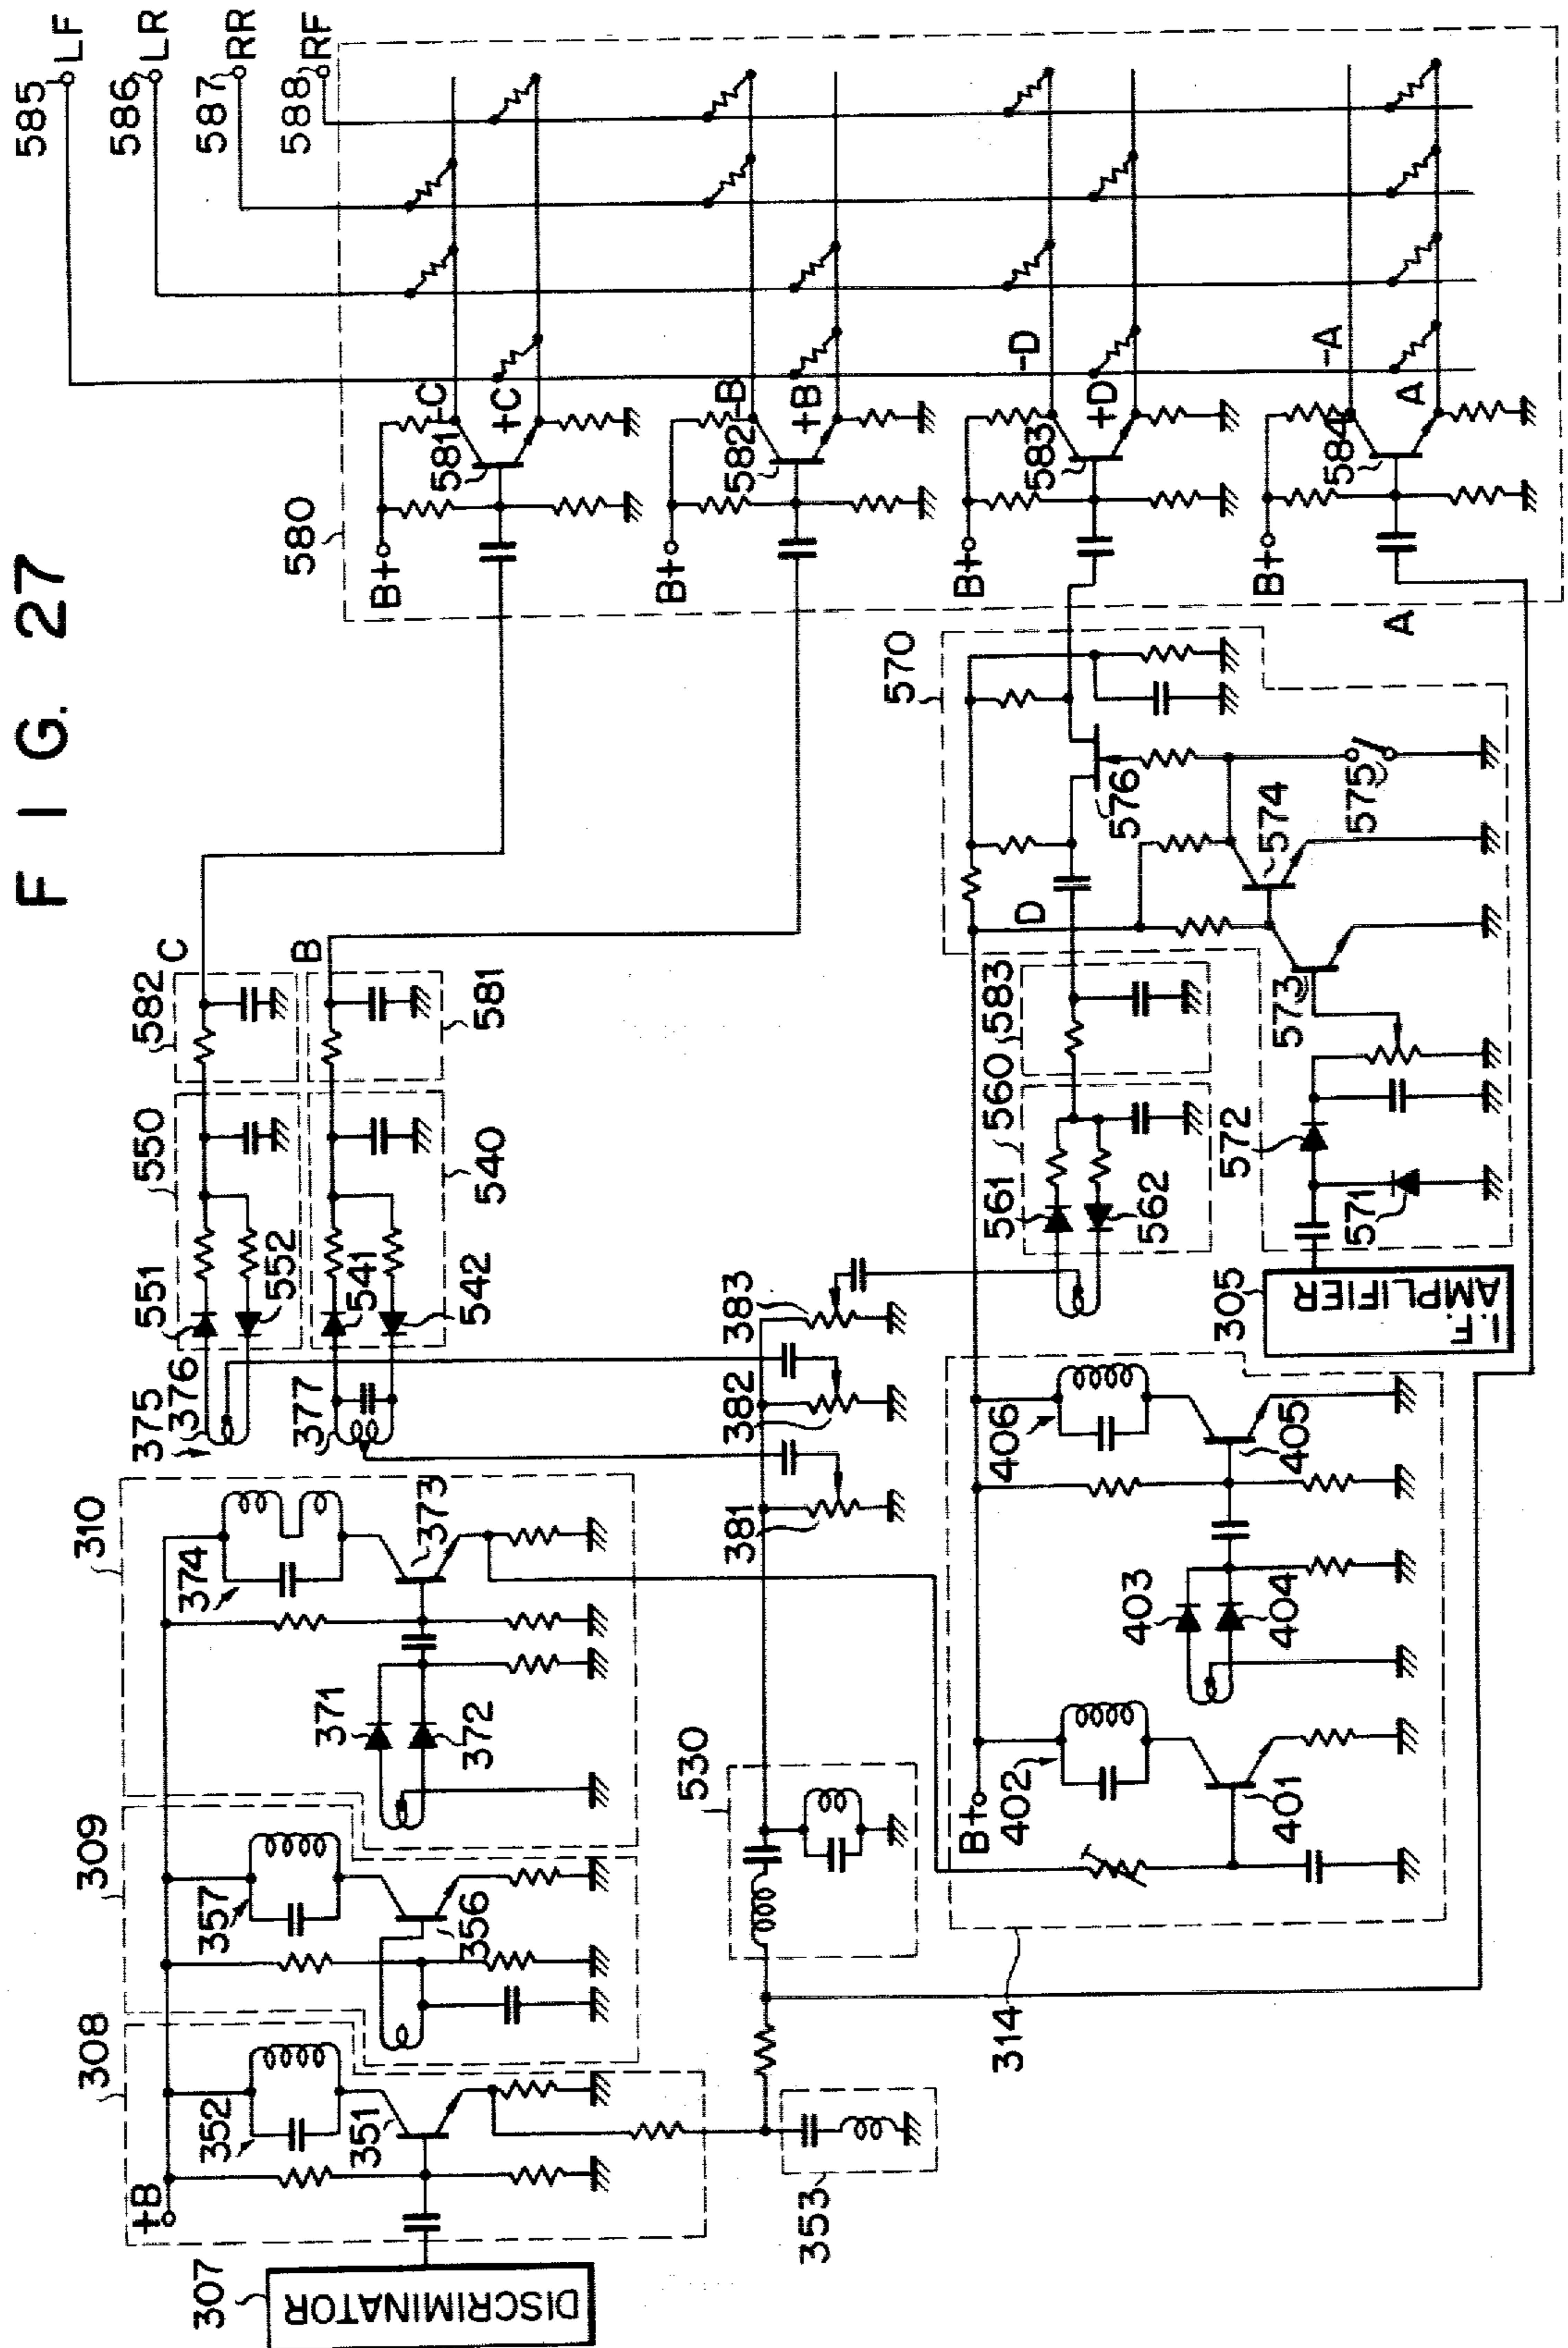 FIG. 27
585 LF
586 LR
587 RR
588 RF
580
B+
581
-C
+C
B+
582
-B
+B
B+
583
-D
+D
B+
584
-A
A
A
582
C
B
581
550
551
552
540
541
542
375
376
377
570
D
576
575
574
573
572
571
583
560
561
562
383
382
381
305
I.F. AMPLIFIER
310
374
373
371
372
309
357
356
308
352
351
+B
307
DISCRIMINATOR
353
530
314
B+
402
401
403
404
406
405